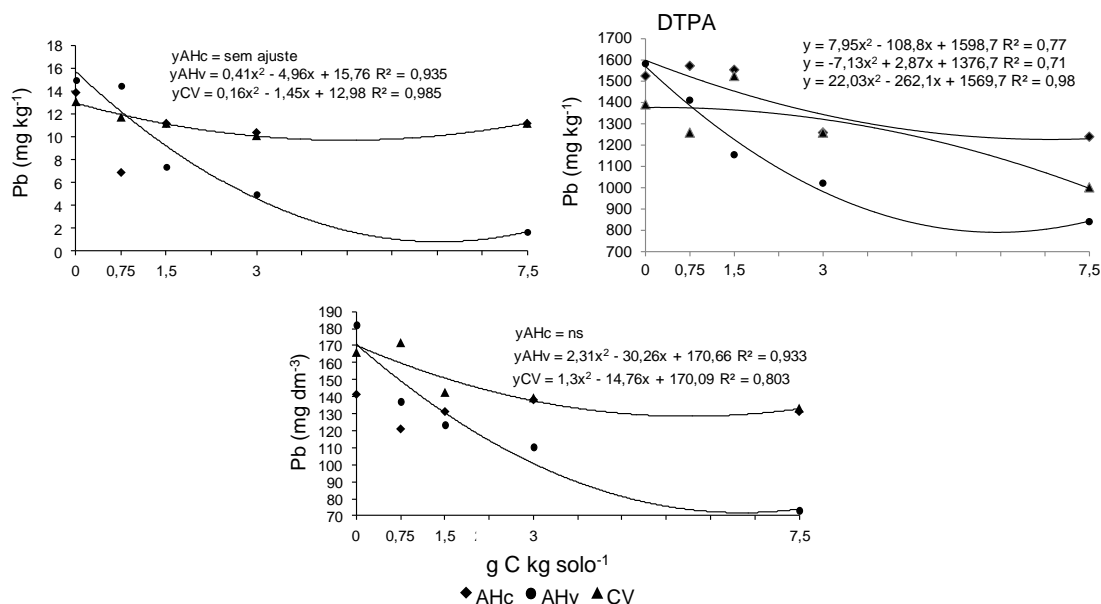 DTPA
yAHc = sem ajuste
yAHv = 0,41x² - 4,96x + 15,76 R² = 0,935
yCV = 0,16x² - 1,45x + 12,98 R² = 0,985
Pb (mg kg⁻¹)
18
16
14
12
10
8
6
4
2
0
0 0,75 1,5 3 7,5
y = 7,95x² - 108,8x + 1598,7 R² = 0,77
y = -7,13x² + 2,87x + 1376,7 R² = 0,71
y = 22,03x² - 262,1x + 1569,7 R² = 0,98
Pb (mg kg⁻¹)
1700
1600
1500
1400
1300
1200
1100
1000
900
800
700
0 0,75 1,5 3 7,5
yAHc = ns
yAHv = 2,31x² - 30,26x + 170,66 R² = 0,933
yCV = 1,3x² - 14,76x + 170,09 R² = 0,803
Pb (mg dm⁻³)
190
180
170
160
150
140
130
120
110
100
90
80
70
0 0,75 1,5 3 7,5
g C kg solo⁻¹
AHc AHv CV